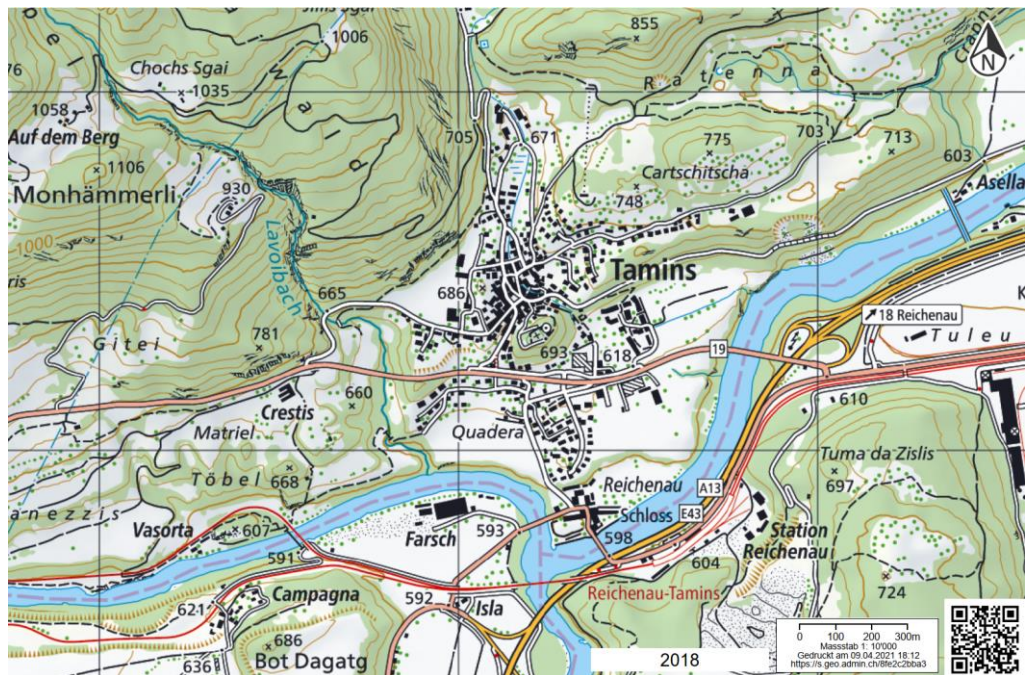 1006
855
Chochs Sgai
1035
Ratienna
1058
705
671
775
703
713
Auf dem Berg
603
1106
Cartschitscha
Asella
Monhämmerli
930
748
Lavoibach
1000
Tamins
665
686
18 Reichenau
Gitei
781
693
618
19
Tuleu
Crestis
660
610
Matriel
Quadera
Tuma da Zislis
Töbel
668
Reichenau
A13
697
Vasorta
607
Farsch
593
Schloss
E43
Station
Reichenau
591
598
604
Campagna
592
Isla
Reichenau-Tamins
724
621
686
636
Bot Dagatg
2018
0 100 200 300m
Massstab 1: 10'000
Gedruckt am 09.04.2021 18:12
https://s.geo.admin.ch/8fe2c2bba3
N